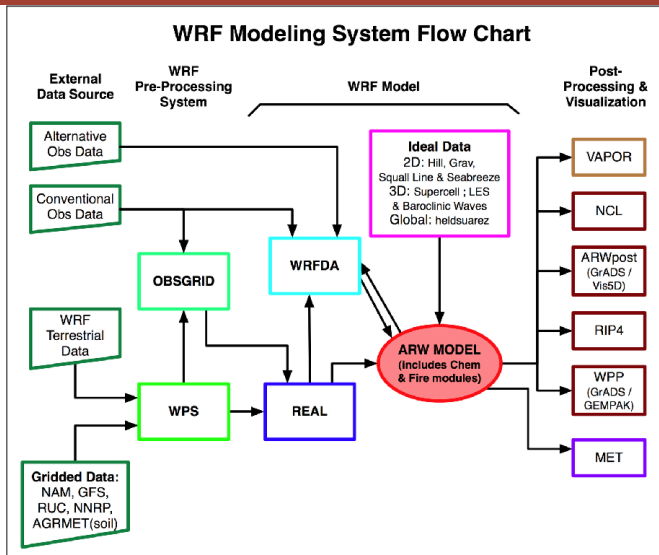 WRF Modeling System Flow Chart
External
Data Source
WRF
Pre-Processing
System
WRF Model
Post-
Processing &
Visualization
Alternative
Obs Data
Conventional
Obs Data
WRF
Terrestrial
Data
Gridded Data:
NAM, GFS,
RUC, NNRP,
AGRMET(soil)
OBSGRID
WPS
WRFDA
REAL
Ideal Data
2D: Hill, Grav,
Squall Line & Seabreeze
3D: Supercell ; LES
& Baroclinic Waves
Global: heldsuarez
ARW MODEL
(includes Chem
& Fire modules)
VAPOR
NCL
ARWpost
(GrADS /
Vis5D)
RIP4
WPP
(GrADS /
GEMPAK)
MET